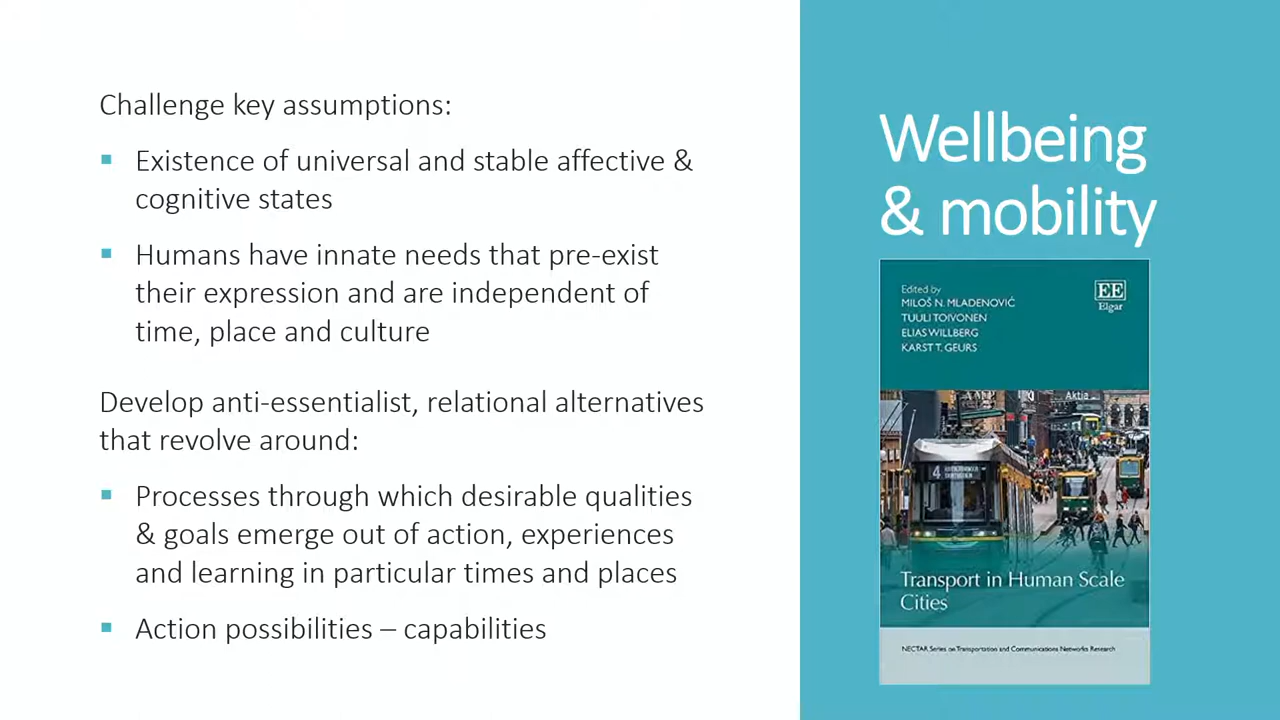 Challenge key assumptions:
Existence of universal and stable affective &
cognitive states
Humans have innate needs that pre-exist
their expression and are independent of
time, place and culture
Develop anti-essentialist, relational alternatives
that revolve around:
Processes through which desirable qualities
& goals emerge out of action, experiences
and learning in particular times and places
Action possibilities – capabilities
Wellbeing
& mobility
Edited by
MILOŠ N. MLADENOVIĆ
TUULI TOIVONEN
ELIAS WILLBERG
KARST T. GEURS
EE
Elgar
Aktia
4
Transport in Human Scale
Cities
NECTAR Series on Transportation and Communications Networks Research